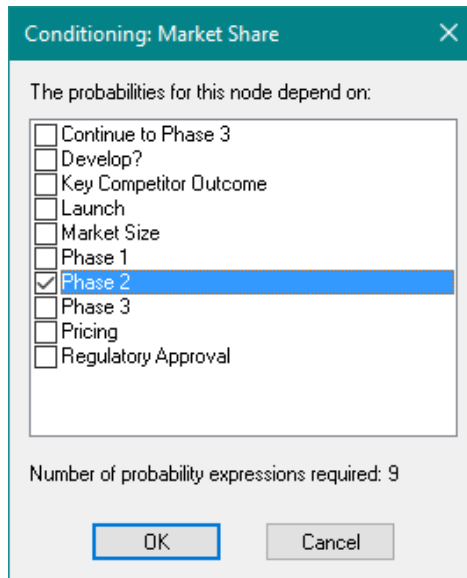 Conditioning: Market Share
The probabilities for this node depend on:
Continue to Phase 3
Develop?
Key Competitor Outcome
Launch
Market Size
Phase 1
Phase 2
Phase 3
Pricing
Regulatory Approval
Number of probability expressions required: 9
OK Cancel